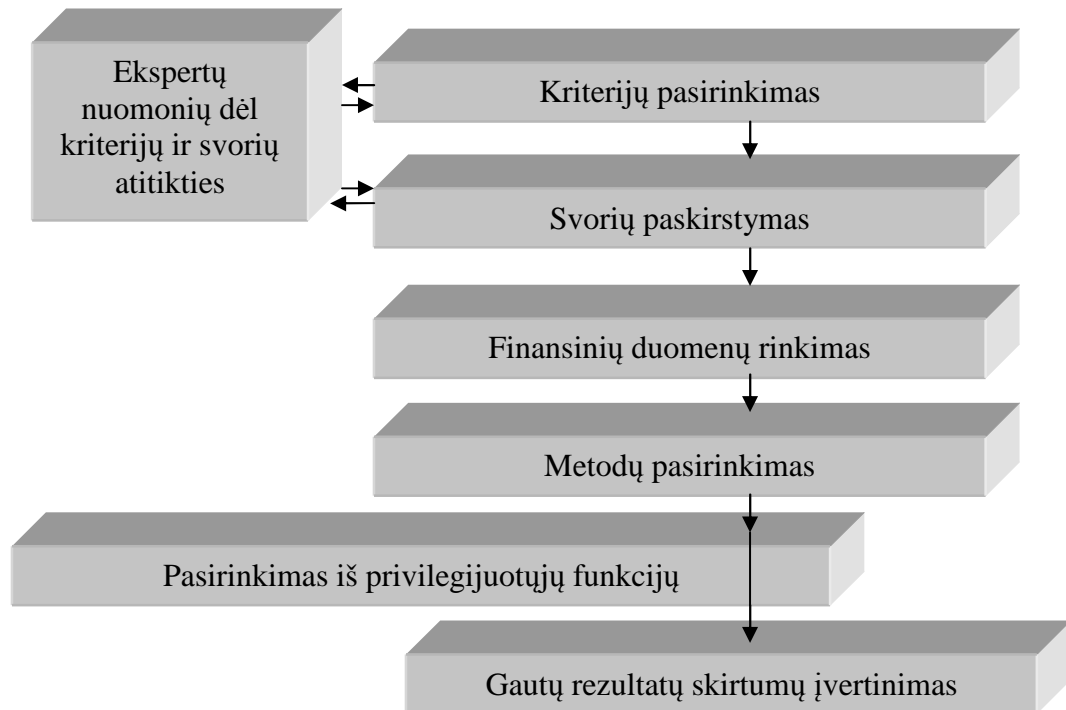 Ekspertų
nuomonių dėl
kriterijų ir svorių
atitikties
Kriterijų pasirinkimas
Svorių paskirstymas
Finansinių duomenų rinkimas
Metodų pasirinkimas
Pasirinkimas iš privilegijuotųjų funkcijų
Gautų rezultatų skirtumų įvertinimas